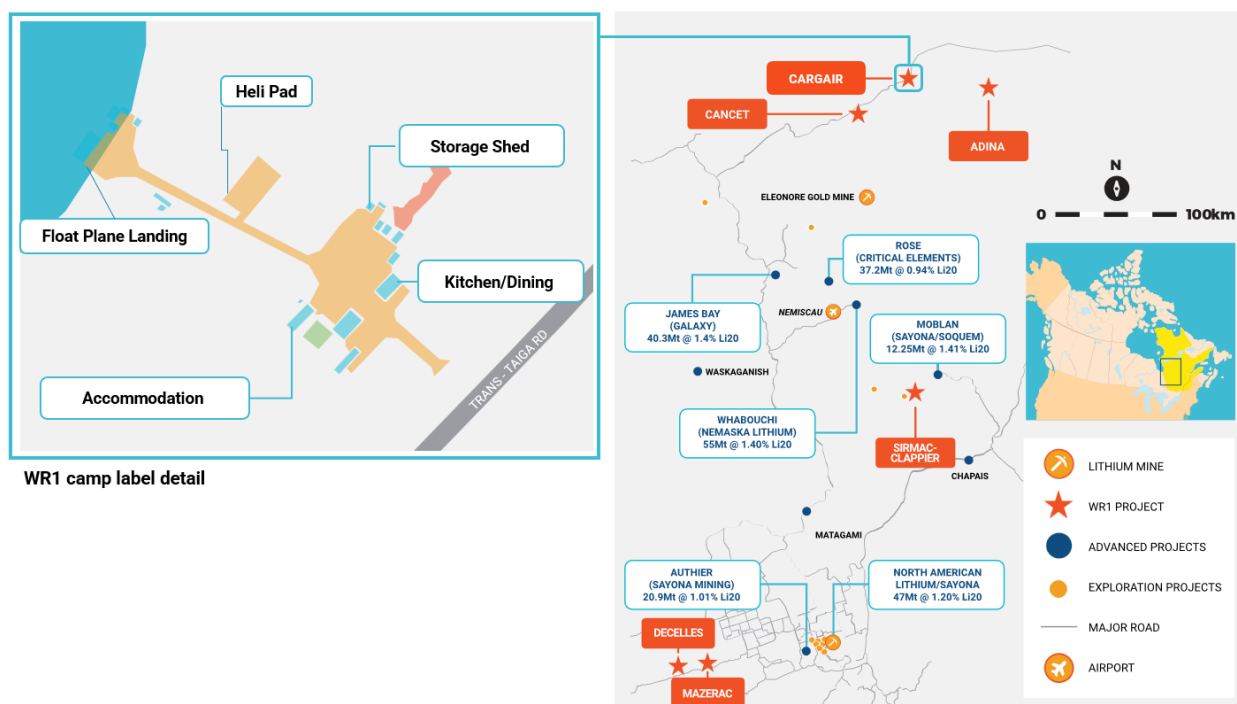 Heli Pad
Storage Shed
Float Plane Landing
Kitchen/Dining
Accommodation
TRANS - TAIGA RD
WR1 camp label detail
CARGAIR
CANCET
ADINA
ELEONORE GOLD MINE
ROSE
(CRITICAL ELEMENTS)
37.2Mt @ 0.94% Li20
JAMES BAY
(GALAXY)
40.3Mt @ 1.4% Li20
NEMISCAU
MOBLAN
(SAYONA/SOQUEM)
12.25Mt @ 1.41% Li20
WASKAGANISH
WHABOUCHI
(NEMASKA LITHIUM)
55Mt @ 1.40% Li20
SIRMAC-
CLAPPIER
CHAPAIS
MATAGAMI
AUTHIER
(SAYONA MINING)
20.9Mt @ 1.01% Li20
NORTH AMERICAN
LITHIUM/SAYONA
47Mt @ 1.20% Li20
DECELLES
MAZERAC
N
0 100km
LITHIUM MINE
WR1 PROJECT
ADVANCED PROJECTS
EXPLORATION PROJECTS
MAJOR ROAD
AIRPORT